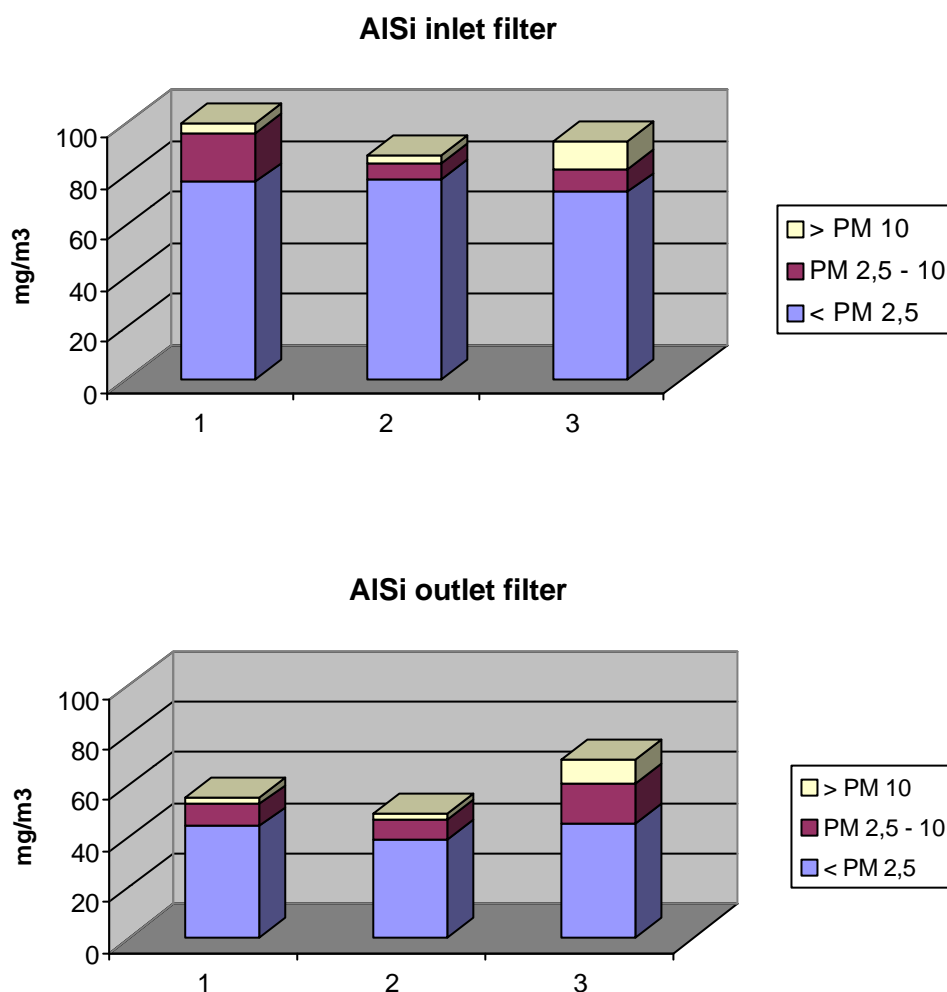 AlSi inlet filter
mg/m3
100
80
60
40
20
0
1 2 3
> PM 10
PM 2,5 - 10
< PM 2,5
AlSi outlet filter
mg/m3
100
80
60
40
20
0
1 2 3
> PM 10
PM 2,5 - 10
< PM 2,5